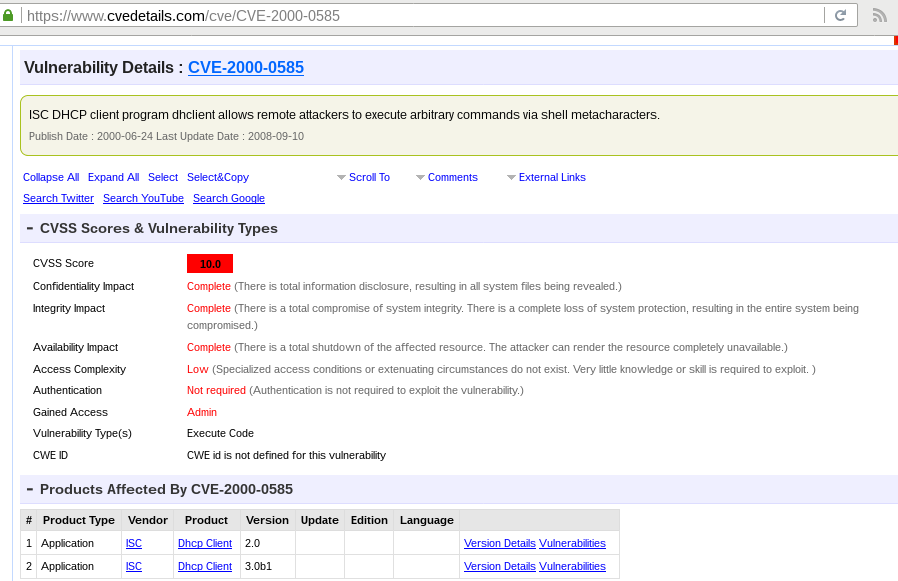 https://www.cvedetails.com/cve/CVE-2000-0585
Vulnerability Details : CVE-2000-0585
ISC DHCP client program dhclient allows remote attackers to execute arbitrary commands via shell metacharacters.
Publish Date : 2000-06-24 Last Update Date : 2008-09-10
Collapse All Expand All Select Select&Copy Scroll To Comments External Links
Search Twitter Search YouTube Search Google
- CVSS Scores & Vulnerability Types
CVSS Score 10.0
Confidentiality Impact Complete (There is total information disclosure, resulting in all system files being revealed.)
Integrity Impact Complete (There is a total compromise of system integrity. There is a complete loss of system protection, resulting in the entire system being
compromised.)
Availability Impact Complete (There is a total shutdown of the affected resource. The attacker can render the resource completely unavailable.)
Access Complexity Low (Specialized access conditions or extenuating circumstances do not exist. Very little knowledge or skill is required to exploit. )
Authentication Not required (Authentication is not required to exploit the vulnerability.)
Gained Access Admin
Vulnerability Type(s) Execute Code
CWE ID CWE id is not defined for this vulnerability
- Products Affected By CVE-2000-0585
# Product Type Vendor Product Version Update Edition Language
1 Application ISC Dhcp Client 2.0 Version Details Vulnerabilities
2 Application ISC Dhcp Client 3.0b1 Version Details Vulnerabilities